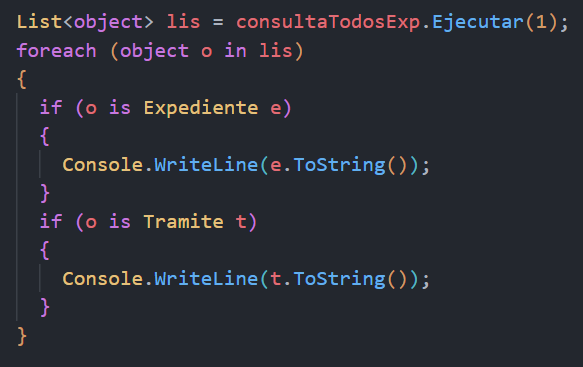 List<object> lis = consultaTodosExp.Ejecutar(1);
foreach (object o in lis)
{
  if (o is Expediente e)
  {
    Console.WriteLine(e.ToString());
  }
  if (o is Tramite t)
  {
    Console.WriteLine(t.ToString());
  }
}